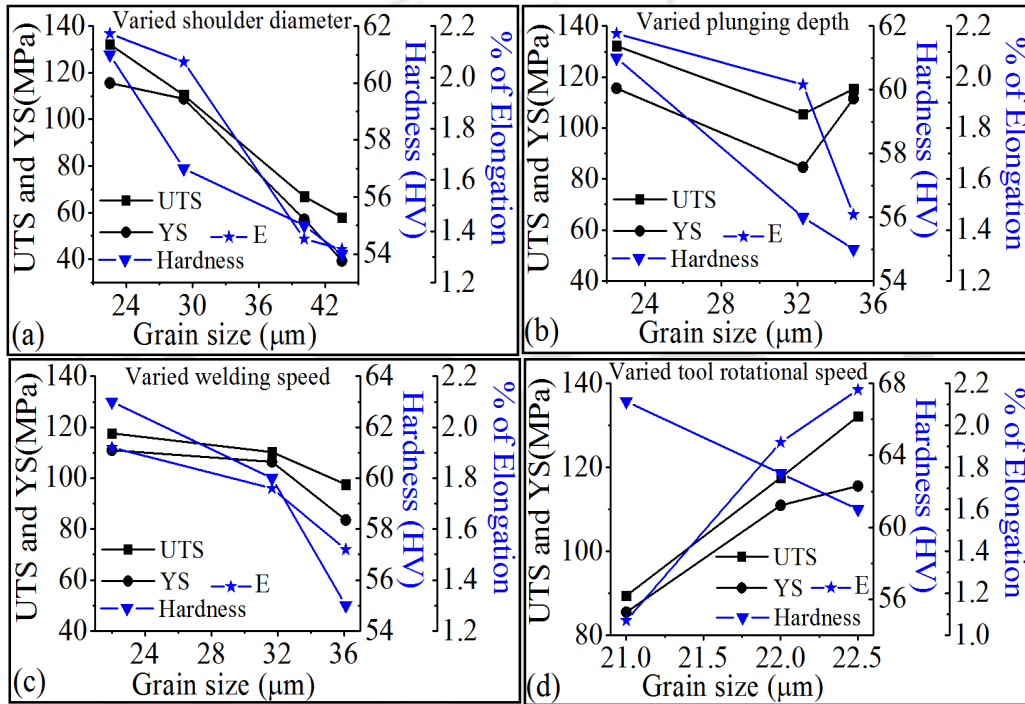 Varied shoulder diameter
UTS and YS(MPa)
140
120
100
80
60
40
62
60
58
56
54
Hardness (HV)
2.2
2.0
1.8
1.6
1.4
1.2
% of Elongation
UTS
YS
E
Hardness
24
30
36
42
Grain size (μm)
(a)
Varied plunging depth
UTS and YS(MPa)
140
120
100
80
60
40
62
60
58
56
54
Hardness (HV)
2.2
2.0
1.8
1.6
1.4
1.2
% of Elongation
UTS
YS
E
Hardness
24
28
32
36
Grain size (μm)
(b)
Varied welding speed
UTS and YS(MPa)
140
120
100
80
60
40
64
62
60
58
56
54
Hardness (HV)
2.2
2.0
1.8
1.6
1.4
1.2
% of Elongation
UTS
YS
E
Hardness
24
28
32
36
Grain size (μm)
(c)
Varied tool rotational speed
UTS and YS(MPa)
140
120
100
80
68
64
60
56
Hardness (HV)
2.2
2.0
1.8
1.6
1.4
1.2
1.0
% of Elongation
UTS
YS
E
Hardness
21.0
21.5
22.0
22.5
Grain size (μm)
(d)